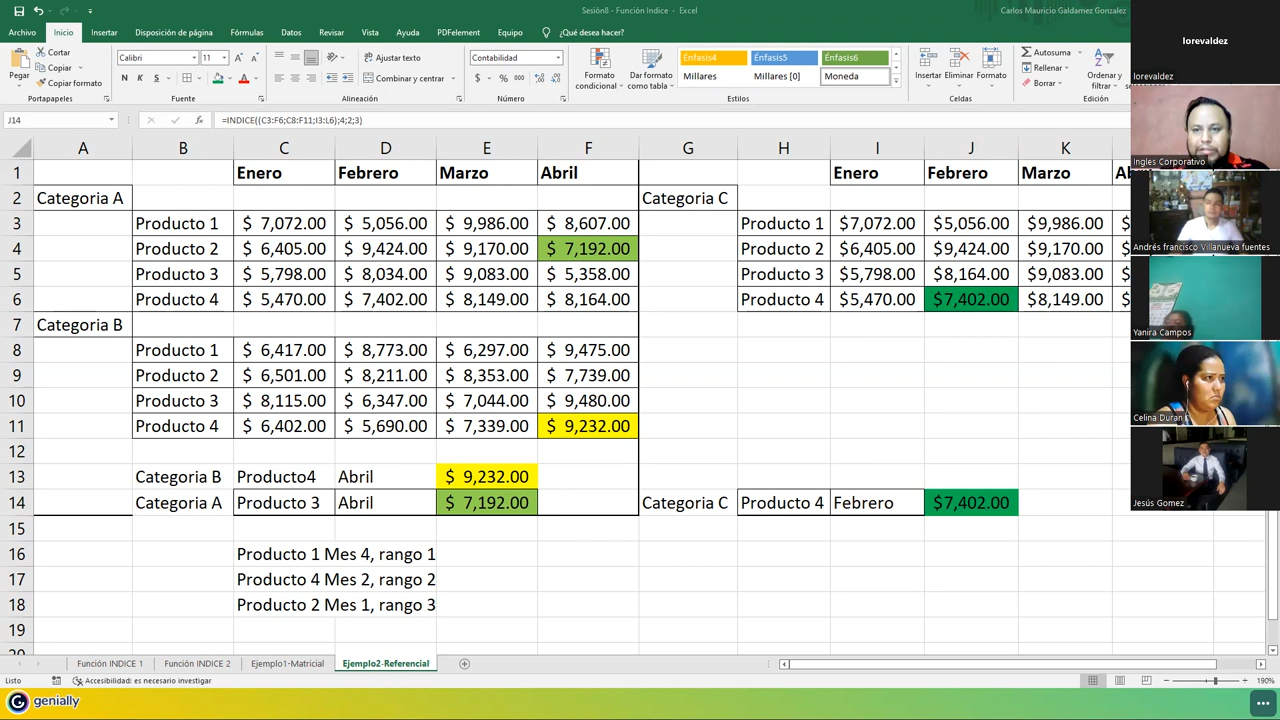 Sesión8 - Función Indice - Excel
Carlos Mauricio Galdamez Gonzalez
Archivo Inicio Insertar Disposición de página Fórmulas Datos Revisar Vista Ayuda PDFelement Equipo ¿Qué desea hacer?
Pegar
Cortar
Copiar
Copiar formato
Portapapeles
Calibri 11
N K S
Fuente
Ajustar texto
Combinar y centrar
Alineación
Contabilidad
$ % 000
Número
Formato condicional
Dar formato como tabla
Énfasis4 Énfasis5 Énfasis6
Millares Millares [0] Moneda
Estilos
Insertar Eliminar Formato
Celdas
Autosuma
Rellenar
Borrar
Ordenar y filtrar
Edición
J14 fx =INDICE((C3:F6;C8:F11;I3:L6);4;2;3)
A B C D E F G H I J K
1 Enero Febrero Marzo Abril Enero Febrero Marzo
2 Categoria A Categoria C
3 Producto 1 $ 7,072.00 $ 5,056.00 $ 9,986.00 $ 8,607.00 Producto 1 $7,072.00 $5,056.00 $9,986.00 $
4 Producto 2 $ 6,405.00 $ 9,424.00 $ 9,170.00 $ 7,192.00 Producto 2 $6,405.00 $9,424.00 $9,170.00 $
5 Producto 3 $ 5,798.00 $ 8,034.00 $ 9,083.00 $ 5,358.00 Producto 3 $5,798.00 $8,164.00 $9,083.00 $
6 Producto 4 $ 5,470.00 $ 7,402.00 $ 8,149.00 $ 8,164.00 Producto 4 $5,470.00 $7,402.00 $8,149.00 $
7 Categoria B
8 Producto 1 $ 6,417.00 $ 8,773.00 $ 6,297.00 $ 9,475.00
9 Producto 2 $ 6,501.00 $ 8,211.00 $ 8,353.00 $ 7,739.00
10 Producto 3 $ 8,115.00 $ 6,347.00 $ 7,044.00 $ 9,480.00
11 Producto 4 $ 6,402.00 $ 5,690.00 $ 7,339.00 $ 9,232.00
12
13 Categoria B Producto4 Abril $ 9,232.00
14 Categoria A Producto 3 Abril $ 7,192.00 Categoria C Producto 4 Febrero $7,402.00
15
16 Producto 1 Mes 4, rango 1
17 Producto 4 Mes 2, rango 2
18 Producto 2 Mes 1, rango 3
19
Función INDICE 1 Función INDICE 2 Ejemplo1-Matricial Ejemplo2-Referencial
Listo Accesibilidad: es necesario investigar 190%
genially
lorevaldez
lorevaldez
Ingles Corporativo
Andrés francisco Villanueva fuentes
Yanira Campos
Celina Duran
Jesús Gomez